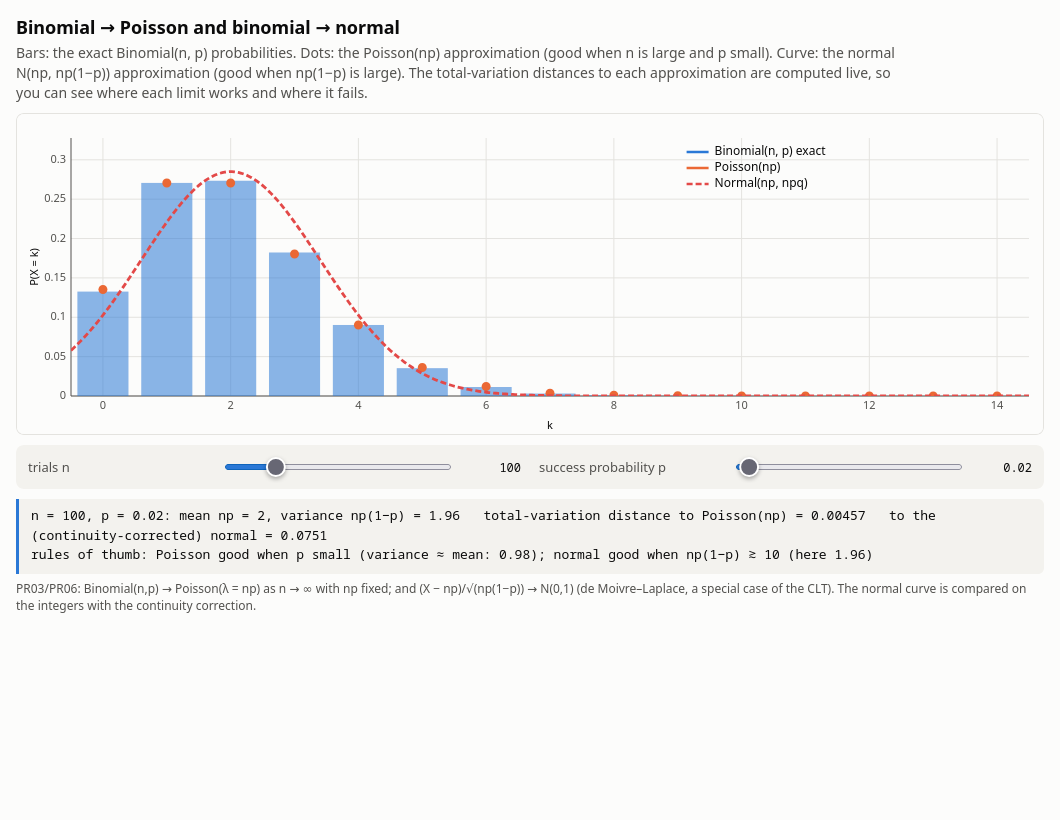 Binomial → Poisson and binomial → normal
Bars: the exact Binomial(n, p) probabilities. Dots: the Poisson(np) approximation (good when n is large and p small). Curve: the normal
N(np, np(1−p)) approximation (good when np(1−p) is large). The total-variation distances to each approximation are computed live, so
you can see where each limit works and where it fails.
Binomial(n, p) exact
Poisson(np)
Normal(np, npq)
P(X = k)
0.3
0.25
0.2
0.15
0.1
0.05
0
0 2 4 6 8 10 12 14
k
trials n 100 success probability p 0.02
n = 100, p = 0.02: mean np = 2, variance np(1−p) = 1.96 total-variation distance to Poisson(np) = 0.00457 to the
(continuity-corrected) normal = 0.0751
rules of thumb: Poisson good when p small (variance ≈ mean: 0.98); normal good when np(1−p) ≥ 10 (here 1.96)
PR03/PR06: Binomial(n,p) → Poisson(λ = np) as n → ∞ with np fixed; and (X − np)/√(np(1−p)) → N(0,1) (de Moivre–Laplace, a special case of the CLT). The normal curve is compared on
the integers with the continuity correction.